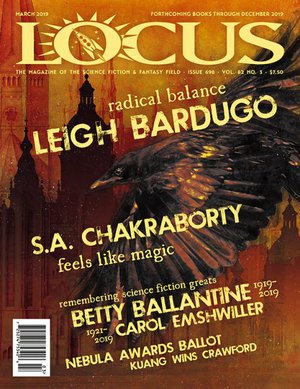 MARCH 2019
FORTHCOMING BOOKS THROUGH DECEMBER 2019
LOCUS
THE MAGAZINE OF THE SCIENCE FICTION & FANTASY FIELD · ISSUE 698 · VOL. 82 NO. 3 · $7.50
radical balance
LEIGH BARDUGO
S.A. CHAKRABORTY
feels like magic
remembering science fiction greats
BETTY BALLANTINE 1919-2019
1921-2019 CAROL EMSHWILLER
NEBULA AWARDS BALLOT
KUANG WINS CRAWFORD